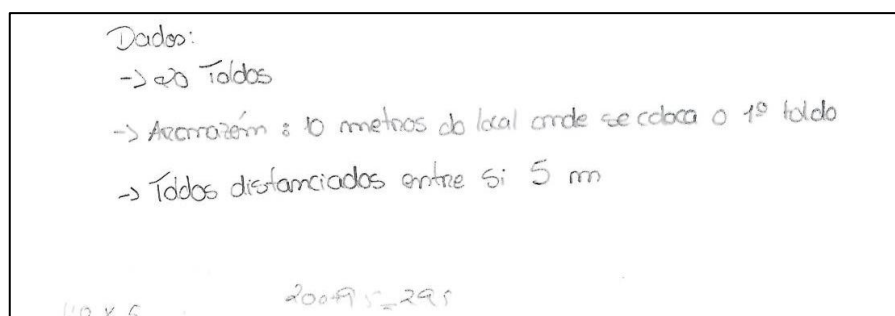 Dados:
-> 20 Toldos
-> Armazém : 10 metros do local onde se coloca o 1º toldo
-> Toldos distanciados entre si 5 m
200+95=295